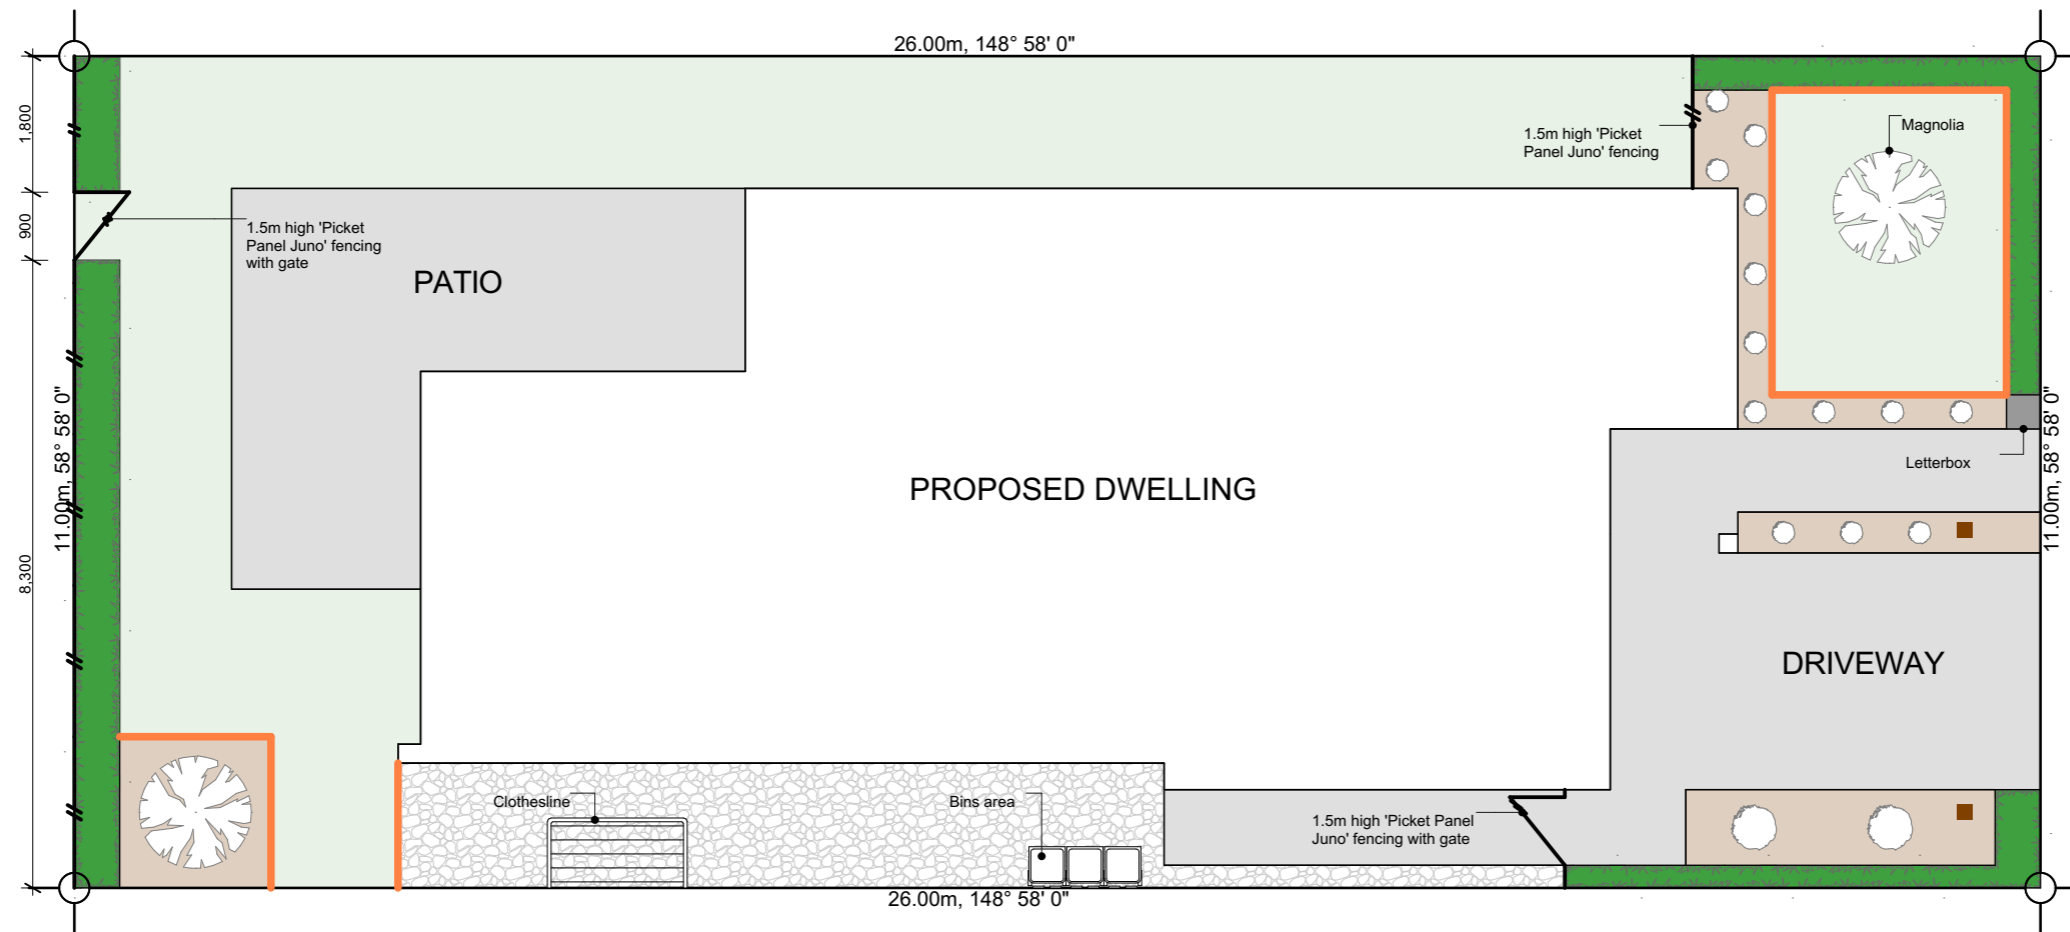 26.00m, 148° 58' 0"
1,800
1.5m high 'Picket
Panel Juno' fencing
Magnolia
900
1.5m high 'Picket
Panel Juno' fencing
with gate
PATIO
11.00m, 58° 58' 0"
11.00m, 58° 58' 0"
Letterbox
PROPOSED DWELLING
8,300
DRIVEWAY
Clothesline
Bins area
1.5m high 'Picket Panel
Juno' fencing with gate
26.00m, 148° 58' 0"